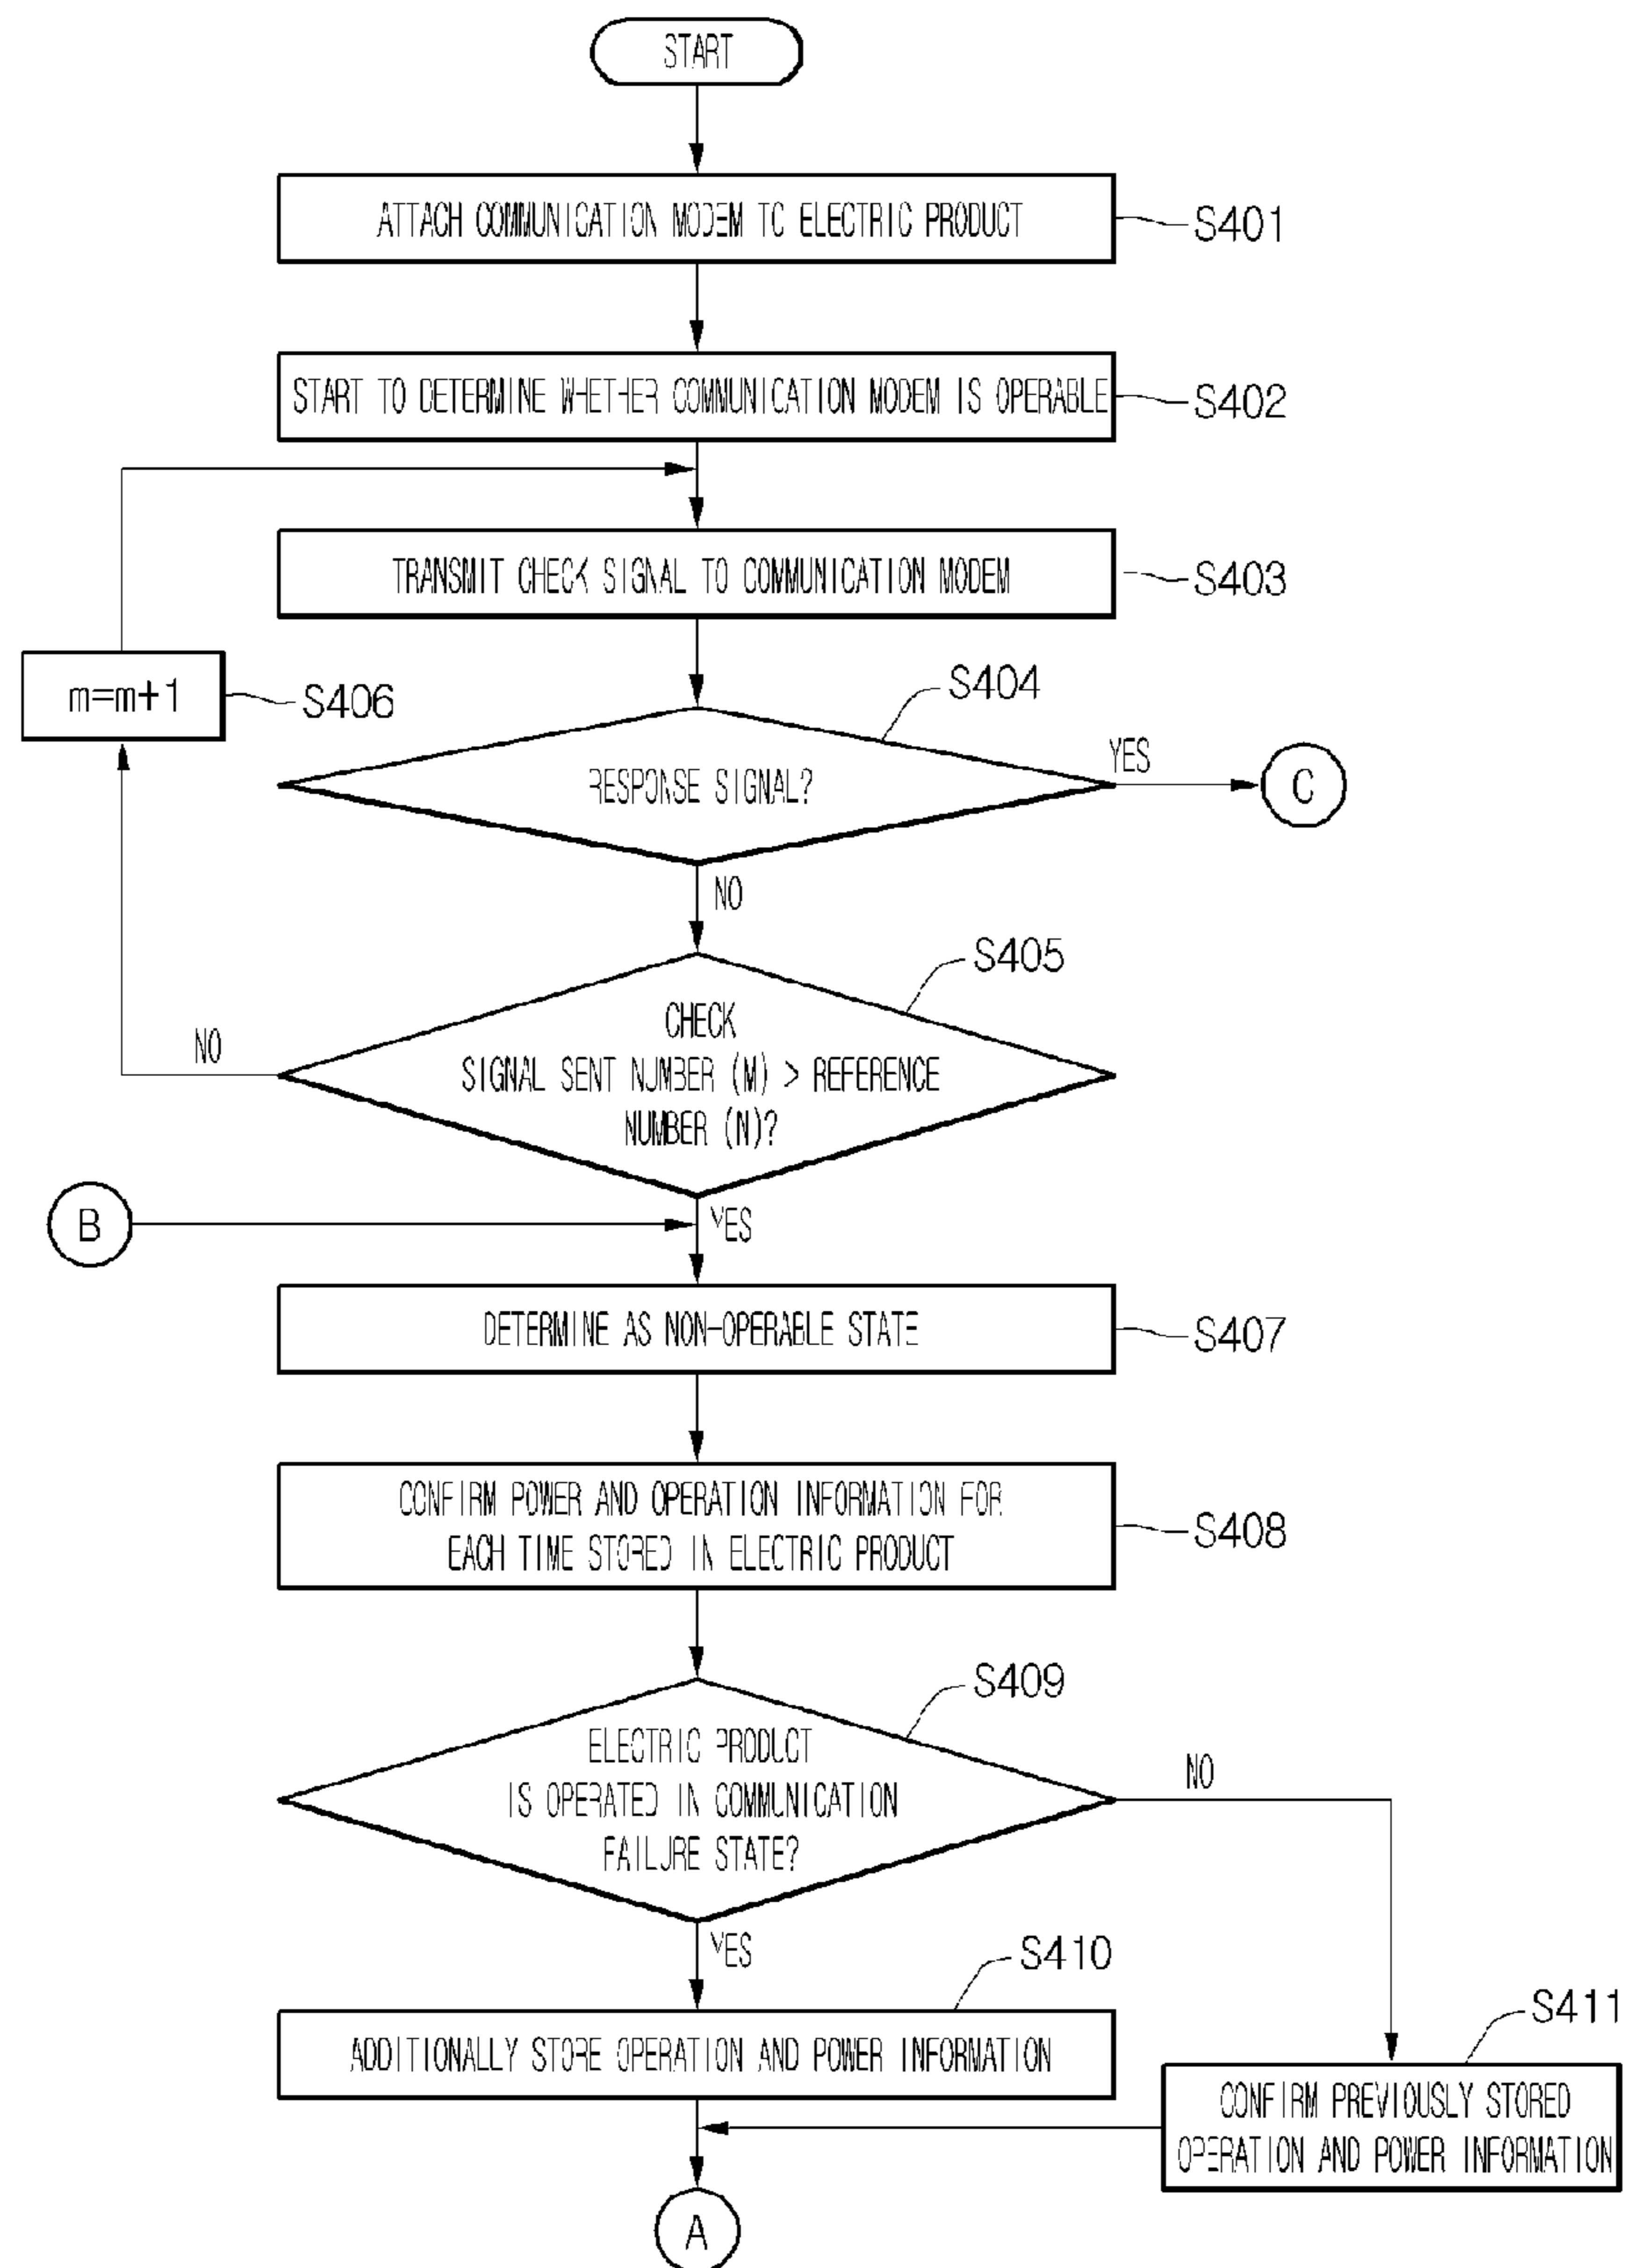 START
ATTACH COMMUNICATION MODEM TO ELECTRIC PRODUCT
S401
START TO DETERMINE WHETHER COMMUNICATION MODEM IS OPERABLE
S402
TRANSMIT CHECK SIGNAL TO COMMUNICATION MODEM
S403
m=m+1
S406
S404
RESPONSE SIGNAL?
YES
C
NO
S405
CHECK
SIGNAL SENT NUMBER (M) > REFERENCE
NUMBER (N)?
NO
B
YES
DETERMINE AS NON-OPERABLE STATE
S407
CONFIRM POWER AND OPERATION INFORMATION FOR
EACH TIME STORED IN ELECTRIC PRODUCT
S408
S409
ELECTRIC PRODUCT
IS OPERATED IN COMMUNICATION
FAILURE STATE?
NO
YES
S410
ADDITIONALLY STORE OPERATION AND POWER INFORMATION
S411
CONFIRM PREVIOUSLY STORED
OPERATION AND POWER INFORMATION
A